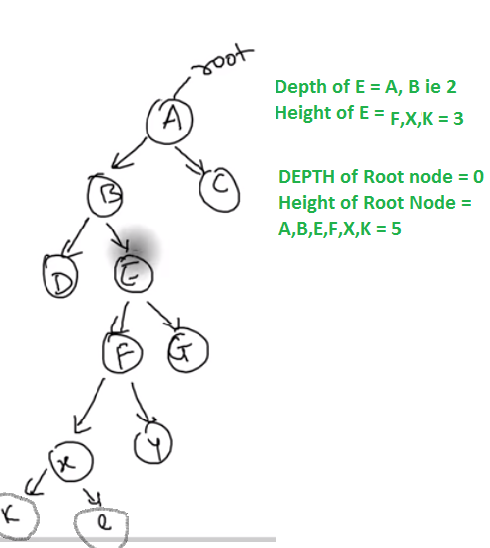 root
A
Depth of E = A, B ie 2
Height of E = F,X,K = 3
B
C
DEPTH of Root node = 0
Height of Root Node =
A,B,E,F,X,K = 5
D
E
F
G
x
y
K
e